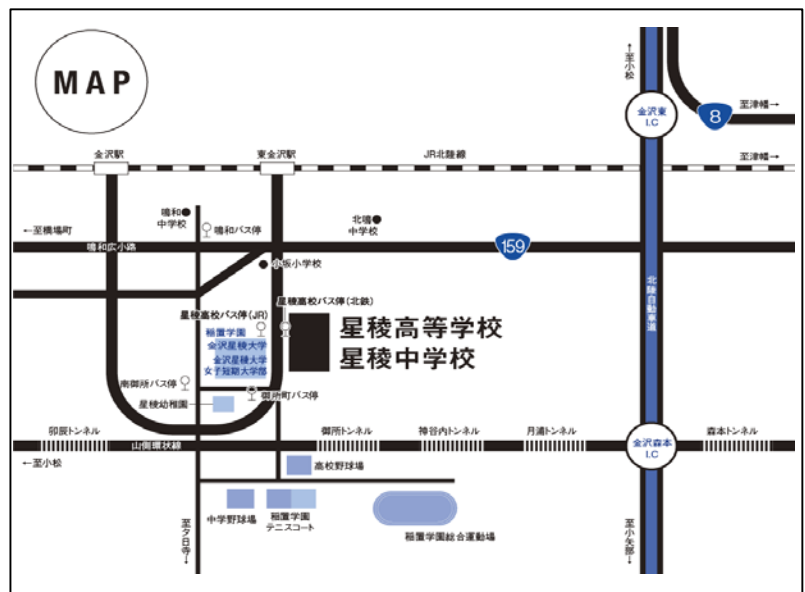 MAP
↑至小松
金沢東
I.C
8
至津幡→
金沢駅
東金沢駅
JR北陸線
至津幡→
鳴和
中学校
鳴和バス停
北鳴
中学校
←至橋場町
鳴和広小路
159
小坂小学校
北陸自動車道
星稜高校バス停(北鉄)
星稜高校バス停(JR)
稲置学園
金沢星稜大学
金沢星稜大学
女子短期大学部
星稜高等学校
星稜中学校
南御所バス停
御所町バス停
星稜幼稚園
卯辰トンネル
山側環状線
御所トンネル
神谷内トンネル
月浦トンネル
金沢森本
I.C
森本トンネル
←至小松
高校野球場
中学野球場
稲置学園
テニスコート
稲置学園総合運動場
至夕日寺↓
至小矢部↓